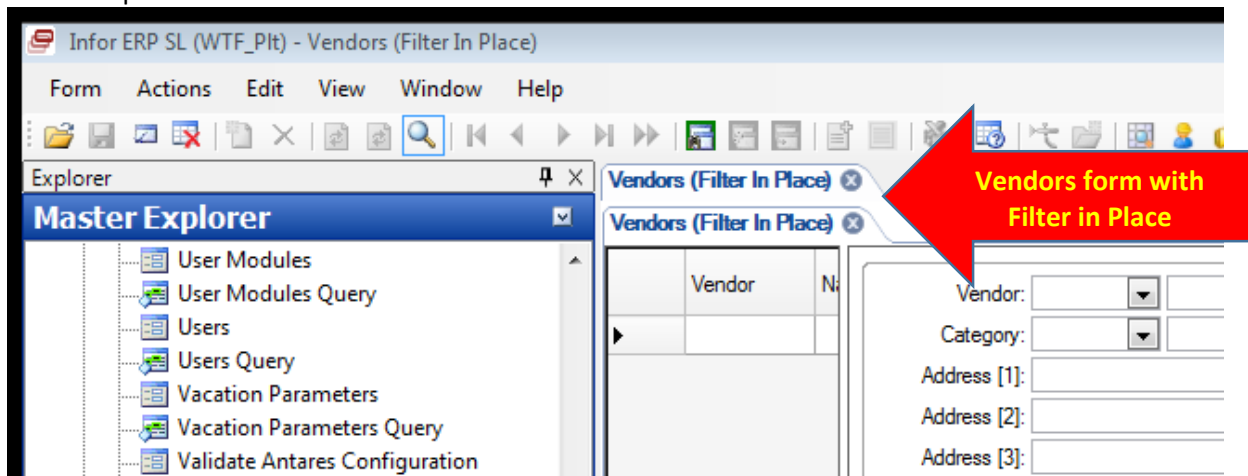 Infor ERP SL (WTF_Plt) - Vendors (Filter In Place)
Form Actions Edit View Window Help
Explorer
Master Explorer
User Modules
User Modules Query
Users
Users Query
Vacation Parameters
Vacation Parameters Query
Validate Antares Configuration
Vendors (Filter In Place)
Vendors (Filter In Place)
Vendors form with
Filter in Place
Vendor
Vendor:
Category:
Address [1]:
Address [2]:
Address [3]: